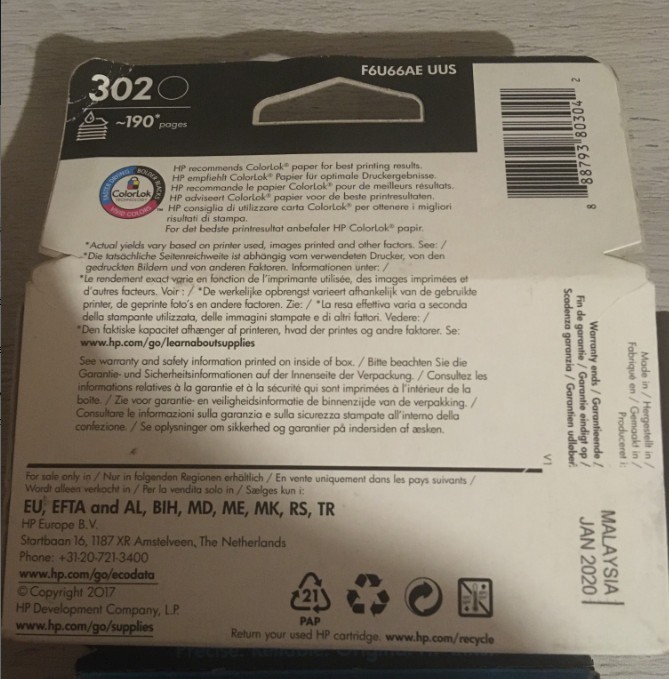 302
F6U66AE UUS
~190* pages
8 88793 80304 2
FASTER DRYING BOLDER BLACKS
ColorLok®
TECHNOLOGY
VIVID COLORS
HP recommends ColorLok® paper for best printing results.
HP empfiehlt ColorLok® Papier für optimale Druckergebnisse.
HP recommande le papier ColorLok® pour de meilleurs résultats.
HP adviseert ColorLok® papier voor de beste printresultaten.
HP consiglia di utilizzare carta ColorLok® per ottenere i migliori
risultati di stampa.
For det bedste printresultat anbefaler HP ColorLok® papir.
*Actual yields vary based on printer used, images printed and other factors. See: /
*Die tatsächliche Seitenreichweite ist abhängig vom verwendeten Drucker, von den
gedruckten Bildern und von anderen Faktoren. Informationen unter: /
*Le rendement exact varie en fonction de l'imprimante utilisée, des images imprimées et
d'autres facteurs. Voir : / *De werkelijke opbrengst varieert afhankelijk van de gebruikte
printer, de geprinte foto's en andere factoren. Zie: / *La resa effettiva varia a seconda
della stampante utilizzata, delle immagini stampate e di altri fattori. Vedere: /
*Den faktiske kapacitet afhænger af printeren, hvad der printes og andre faktorer. Se:
www.hp.com/go/learnaboutsupplies
See warranty and safety information printed on inside of box. / Bitte beachten Sie die
Garantie- und Sicherheitsinformationen auf der Innenseite der Verpackung. / Consultez les
informations relatives à la garantie et à la sécurité qui sont imprimées à l'intérieur de la
boîte. / Zie voor garantie- en veiligheidsinformatie de binnenzijde van de verpakking. /
Consultare le informazioni sulla garanzia e sulla sicurezza stampate all'interno della
confezione. / Se oplysninger om sikkerhed og garantier på indersiden af æsken.
Æ
V1
Warranty ends / Garantieende /
Fin de garantie / Garantie eindigt op /
Scadenza garanzia / Garantien udløber:
Made in / Hergestellt in /
Fabriqué en / Gemaakt in /
Produceret i:
MALAYSIA
JAN 2020
For sale only in / Nur in folgenden Regionen erhältlich / En vente uniquement dans les pays suivants /
Wordt alleen verkocht in / Per la vendita solo in / Sælges kun i:
EU, EFTA and AL, BIH, MD, ME, MK, RS, TR
HP Europe B.V.
Startbaan 16, 1187 XR Amstelveen, The Netherlands
Phone: +31-20-721-3400
www.hp.com/go/ecodata
© Copyright 2017
HP Development Company, L.P.
www.hp.com/go/supplies
21
PAP
Return your used HP cartridge. www.hp.com/recycle